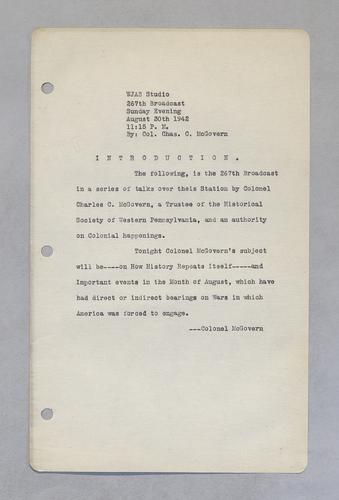 WJAS Studio
267th Broadcast
Sunday Evening
August 30th 1942
11:15 P. M.
By: Col. Chas. C. McGovern
I N T R O D U C T I O N .
The following, is the 267th Broadcast
in a series of talks over theis Station by Colonel
Charles C. McGovern, a Trustee of the Historical
Society of Western Pennsylvania, and an authority
on Colonial happenings.
Tonight Colonel McGovern's subject
will be----on How History Repeats itself-----and
Important events in the Month of August, which have
had direct or indirect bearings on Wars in which
America was forced to engage.
---Colonel McGovern